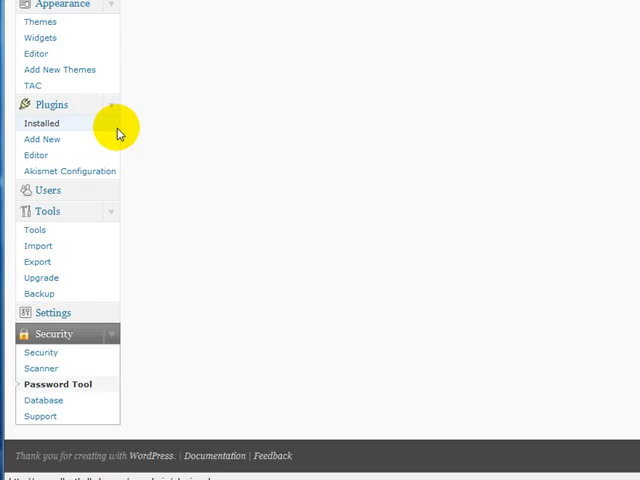 Appearance
Themes
Widgets
Editor
Add New Themes
TAC
Plugins
Installed
Add New
Editor
Akismet Configuration
Users
Tools
Tools
Import
Export
Upgrade
Backup
Settings
Security
Security
Scanner
Password Tool
Database
Support
Thank you for creating with WordPress. | Documentation | Feedback